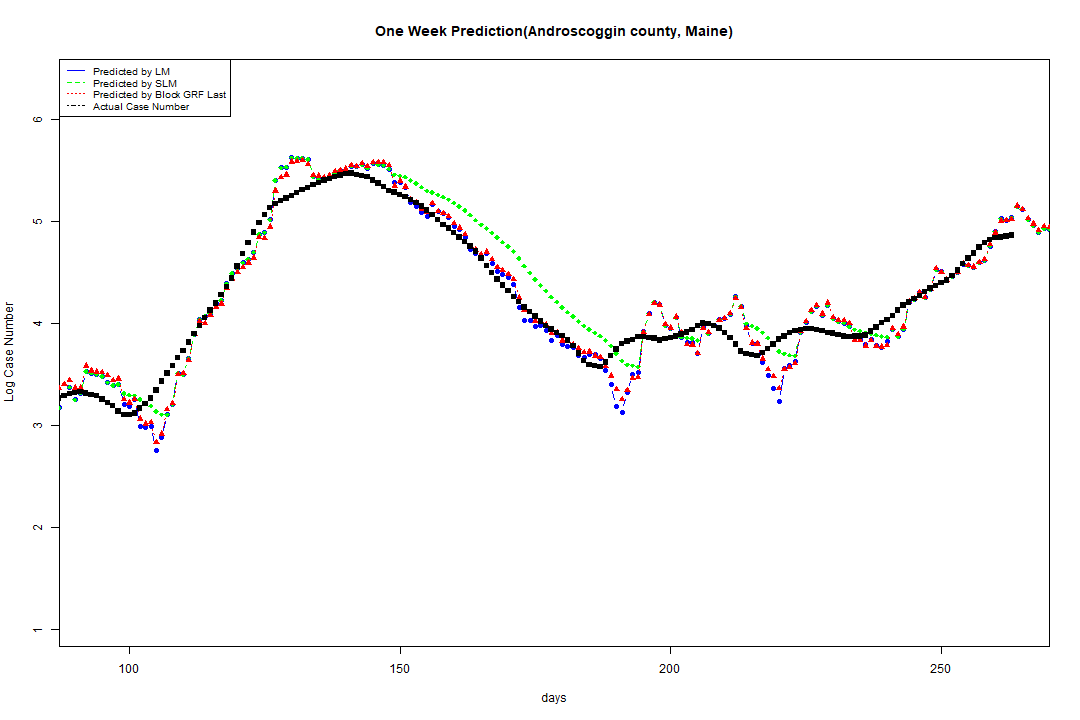 One Week Prediction(Androscoggin county, Maine)
Predicted by LM
Predicted by SLM
Predicted by Block GRF Last
Actual Case Number
6
5
4
3
2
1
Log Case Number
100 150 200 250
days